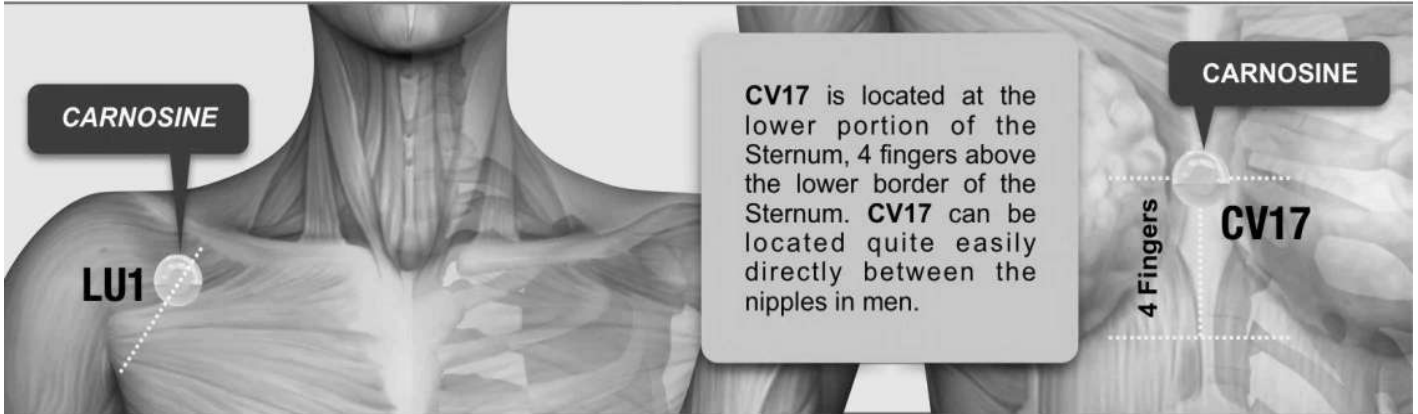 CARNOSINE
LU1
CV17 is located at the
lower portion of the
Sternum, 4 fingers above
the lower border of the
Sternum. CV17 can be
located quite easily
directly between the
nipples in men.
CARNOSINE
CV17
4 Fingers